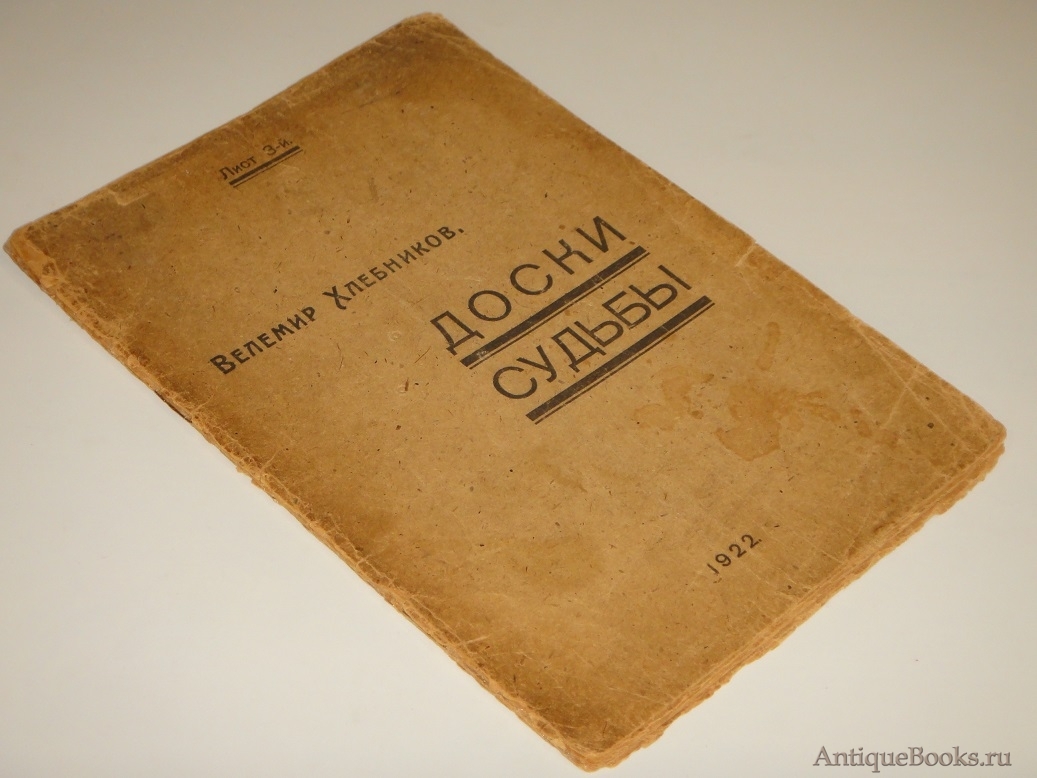 Лист 3-й.
Велемир Хлебников.
ДОСКИ
СУДЬБЫ
1922.
AntiqueBooks.ru